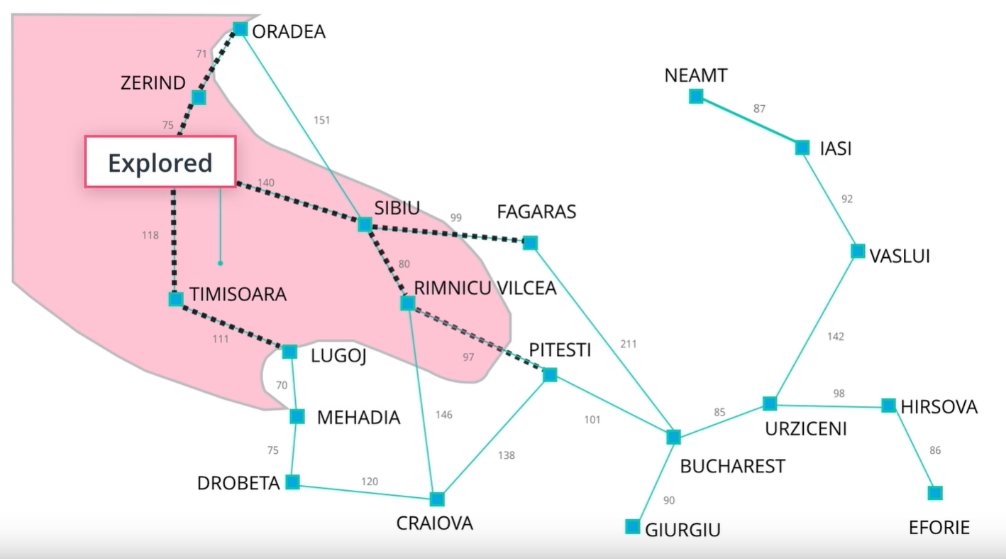 ORADEA
71
ZERIND
NEAMT
87
75
151
IASI
Explored
140
92
SIBIU
99
FAGARAS
118
VASLUI
80
TIMISOARA
RIMNICU VILCEA
111
LUGOJ
97
PITESTI
211
142
70
MEHADIA
146
101
85
98
HIRSOVA
URZICENI
75
138
86
DROBETA
120
BUCHAREST
90
CRAIOVA
GIURGIU
EFORIE